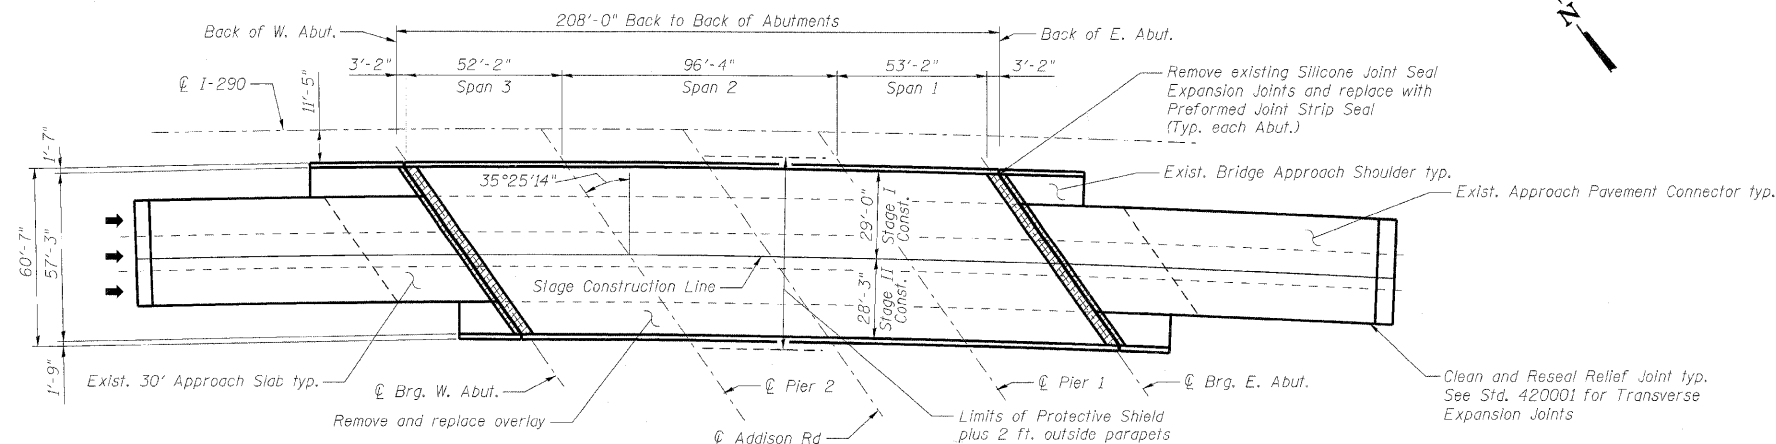 208'-0" Back to Back of Abutments
Back of W. Abut.
Back of E. Abut.
N
3'-2"
52'-2"
96'-4"
53'-2"
3'-2"
Span 3
Span 2
Span 1
℄ I-290
11'-5"
Remove existing Silicone Joint Seal
Expansion Joints and replace with
Preformed Joint Strip Seal
(Typ. each Abut.)
1'-7"
35°25'14"
Exist. Bridge Approach Shoulder typ.
Exist. Approach Pavement Connector typ.
60'-7"
57'-3"
29'-0"
Stage I
Const.
Stage Construction Line
28'-3"
Stage II
Const.
1'-9"
Exist. 30' Approach Slab typ.
℄ Brg. W. Abut.
℄ Pier 2
℄ Pier 1
℄ Brg. E. Abut.
Remove and replace overlay
℄ Addison Rd
Limits of Protective Shield
plus 2 ft. outside parapets
Clean and Reseal Relief Joint typ.
See Std. 420001 for Transverse
Expansion Joints